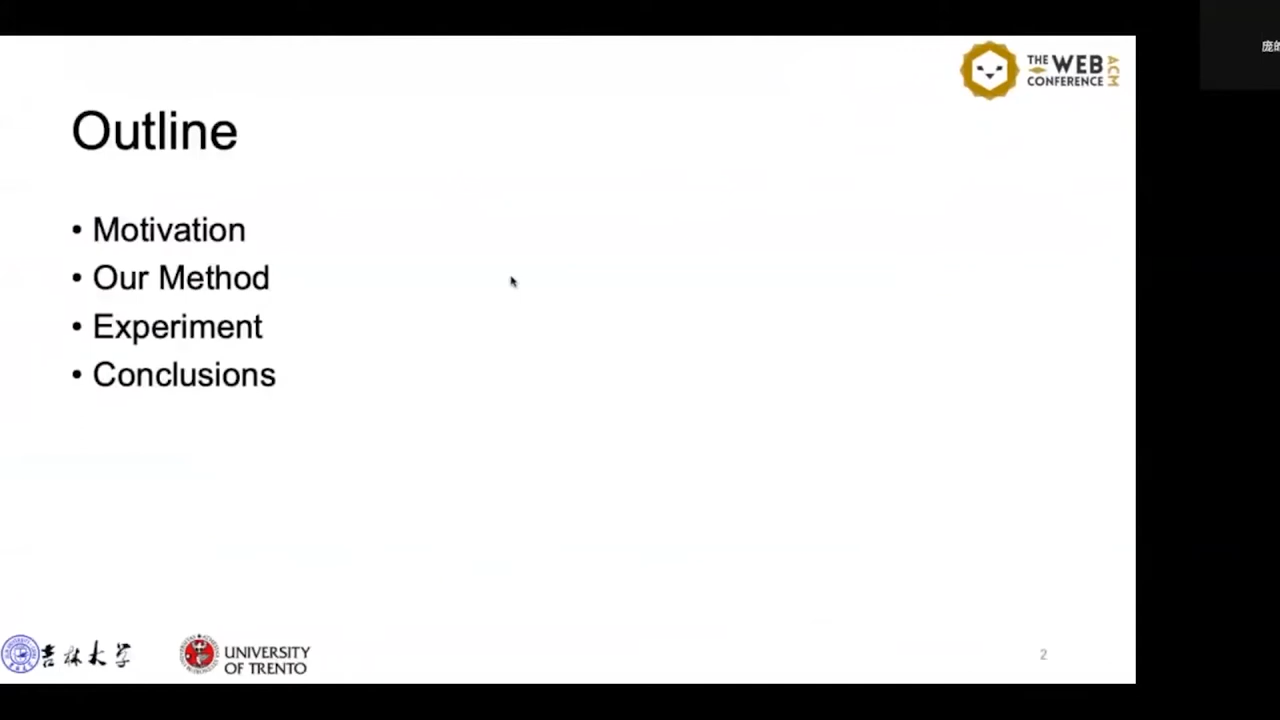 THE WEB
CONFERENCE
ACM
Outline
• Motivation
• Our Method
• Experiment
• Conclusions
吉林大学
UNIVERSITY
OF TRENTO
2